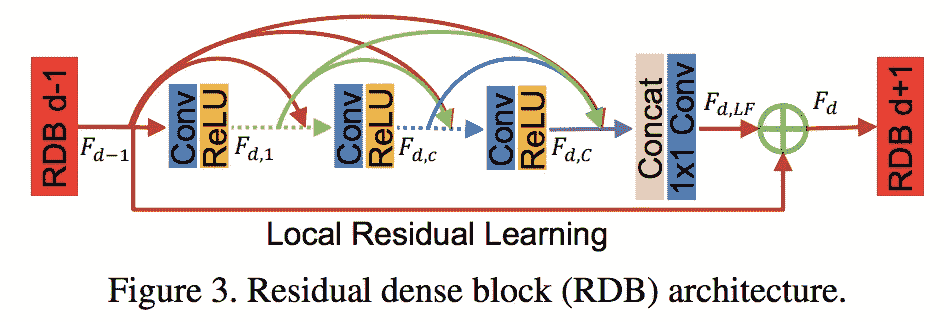 RDB d-1
F_{d-1}
Conv
ReLU
F_{d,1}
Conv
ReLU
F_{d,c}
Conv
ReLU
F_{d,C}
Concat
1x1 Conv
F_{d,LF}
F_d
RDB d+1
Local Residual Learning
Figure 3. Residual dense block (RDB) architecture.